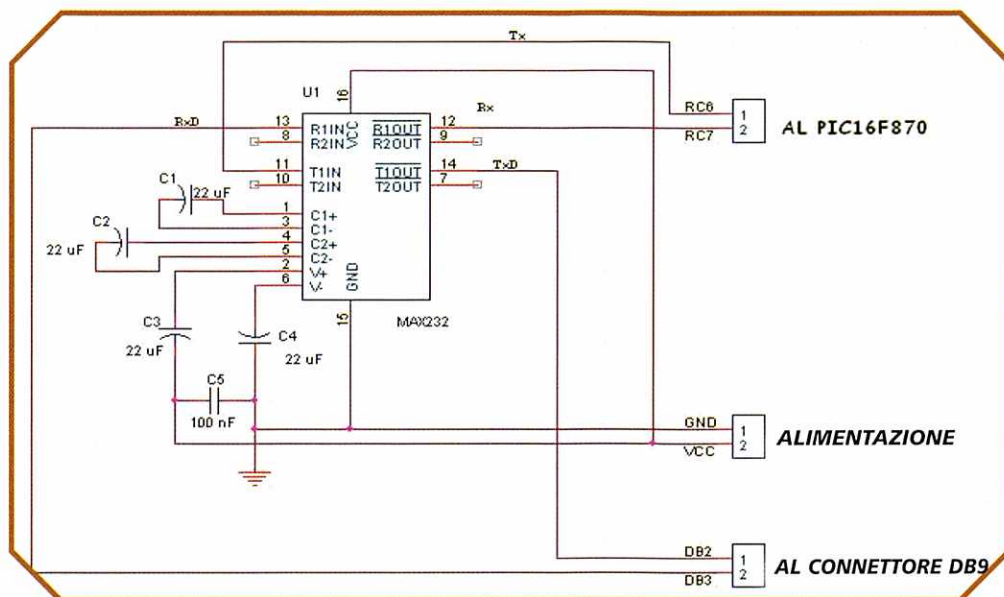 Tx
U1
16
RxD
13
R1IN
VCC
R1OUT
12
Rx
RC6
1
8
R2IN
R2OUT
9
RC7
2
AL PIC16F870
11
T1IN
T1OUT
14
TxD
10
T2IN
T2OUT
7
C1
22 uF
1
C1+
3
C1-
C2
22 uF
4
C2+
5
C2-
2
V+
6
V-
GND
15
MAX232
C3
22 uF
C4
22 uF
C5
100 nF
GND
1
VCC
2
ALIMENTAZIONE
DB2
1
DB3
2
AL CONNETTORE DB9